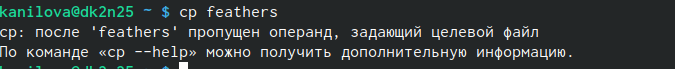 kanilova@dk2n25 ~ $ cp feathers
cp: после 'feathers' пропущен операнд, задающий целевой файл
По команде «cp --help» можно получить дополнительную информацию.